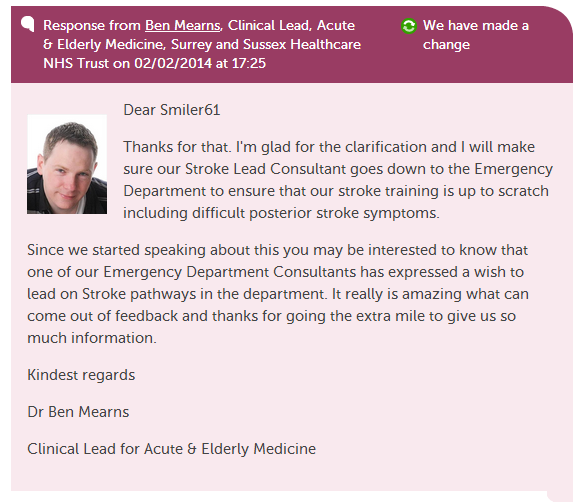 Response from Ben Mearns, Clinical Lead, Acute
& Elderly Medicine, Surrey and Sussex Healthcare
NHS Trust on 02/02/2014 at 17:25
We have made a
change
Dear Smiler61
Thanks for that. I'm glad for the clarification and I will make
sure our Stroke Lead Consultant goes down to the Emergency
Department to ensure that our stroke training is up to scratch
including difficult posterior stroke symptoms.
Since we started speaking about this you may be interested to know that
one of our Emergency Department Consultants has expressed a wish to
lead on Stroke pathways in the department. It really is amazing what can
come out of feedback and thanks for going the extra mile to give us so
much information.
Kindest regards
Dr Ben Mearns
Clinical Lead for Acute & Elderly Medicine